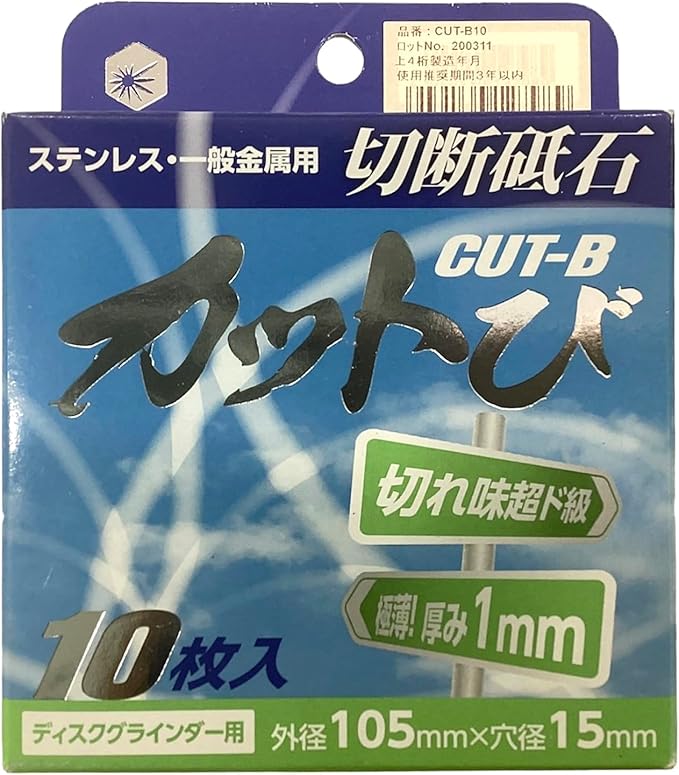 品番：CUT-B10
ロットNo. 200311
上4桁製造年月
使用推奨期間3年以内
ステンレス・一般金属用 切断砥石
CUT-B
カットび
切れ味超ド級
極薄! 厚み1mm
10枚入
ディスクグラインダー用 外径105mm×穴径15mm